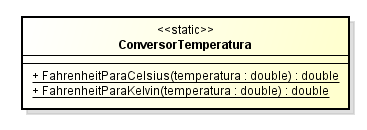 <<static>>
ConversorTemperatura
+ FahrenheitParaCelsius(temperatura : double) : double
+ FahrenheitParaKelvin(temperatura : double) : double